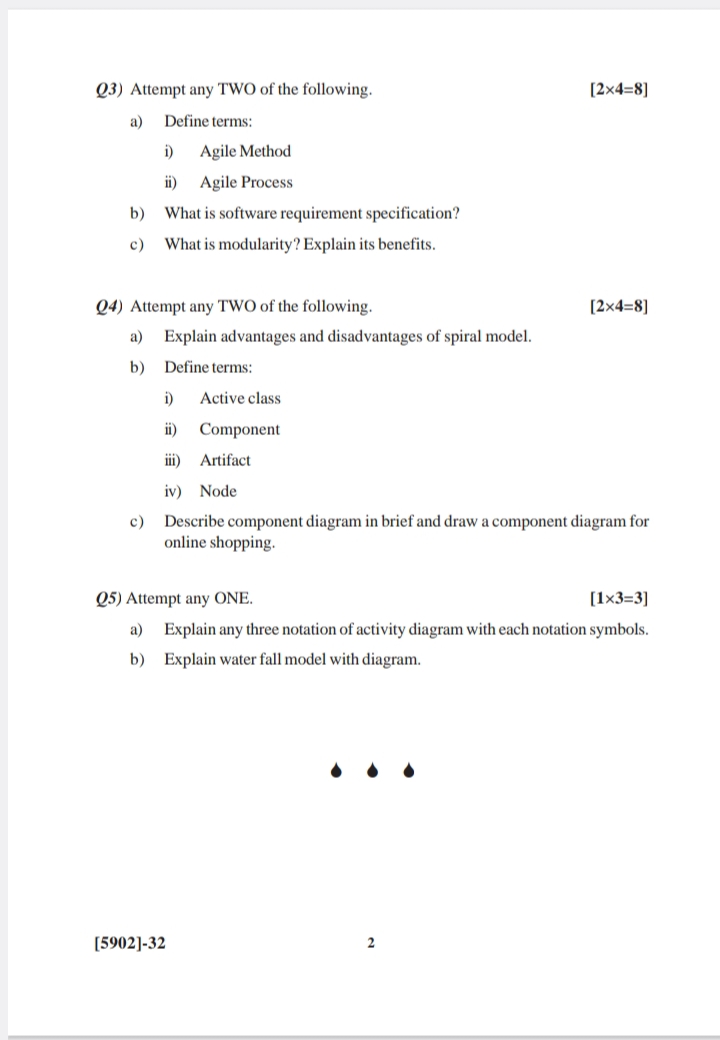 Q3) Attempt any TWO of the following. [2×4=8]
a) Define terms:
i) Agile Method
ii) Agile Process
b) What is software requirement specification?
c) What is modularity? Explain its benefits.
Q4) Attempt any TWO of the following. [2×4=8]
a) Explain advantages and disadvantages of spiral model.
b) Define terms:
i) Active class
ii) Component
iii) Artifact
iv) Node
c) Describe component diagram in brief and draw a component diagram for
online shopping.
Q5) Attempt any ONE. [1×3=3]
a) Explain any three notation of activity diagram with each notation symbols.
b) Explain water fall model with diagram.
[5902]-32 2